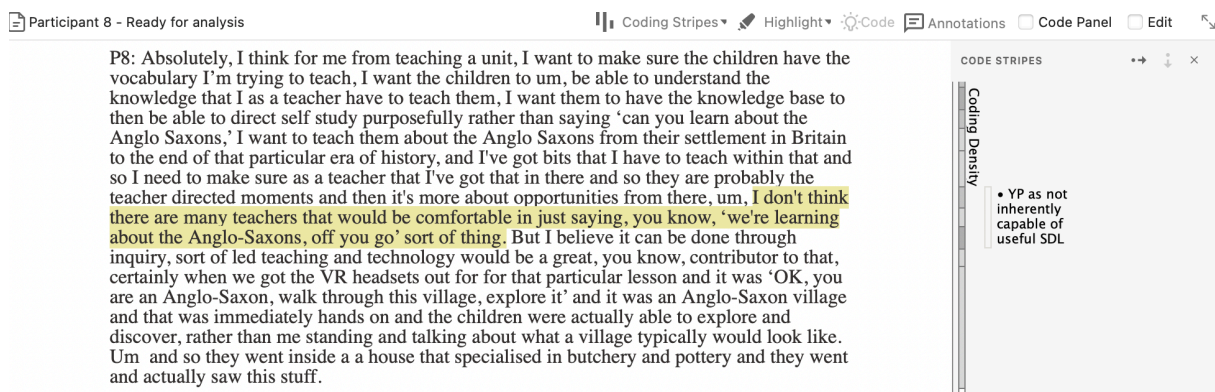 Participant 8 - Ready for analysis
Coding Stripes
Highlight
Code
Annotations
Code Panel
Edit
P8: Absolutely, I think for me from teaching a unit, I want to make sure the children have the
vocabulary I'm trying to teach, I want the children to um, be able to understand the
knowledge that I as a teacher have to teach them, I want them to have the knowledge base to
then be able to direct self study purposefully rather than saying ‘can you learn about the
Anglo Saxons,’ I want to teach them about the Anglo Saxons from their settlement in Britain
to the end of that particular era of history, and I've got bits that I have to teach within that and
so I need to make sure as a teacher that I've got that in there and so they are probably the
teacher directed moments and then it's more about opportunities from there, um, I don't think
there are many teachers that would be comfortable in just saying, you know, ‘we're learning
about the Anglo-Saxons, off you go’ sort of thing. But I believe it can be done through
inquiry, sort of led teaching and technology would be a great, you know, contributor to that,
certainly when we got the VR headsets out for for that particular lesson and it was ‘OK, you
are an Anglo-Saxon, walk through this village, explore it’ and it was an Anglo-Saxon village
and that was immediately hands on and the children were actually able to explore and
discover, rather than me standing and talking about what a village typically would look like.
Um and so they went inside a a house that specialised in butchery and pottery and they went
and actually saw this stuff.
CODE STRIPES
Coding Density
• YP as not
inherently
capable of
useful SDL